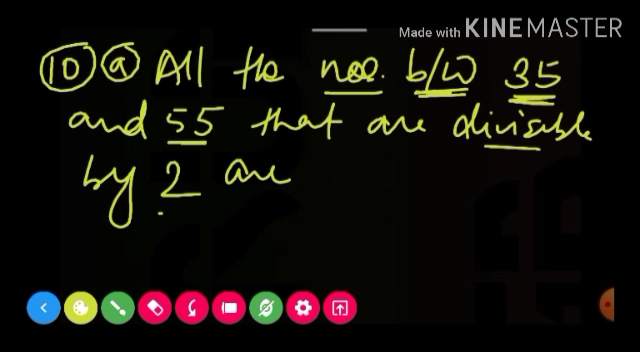 Made with KINEMASTER
10 a All the nos. b/w 35
and 55 that are divisible
by 2 are